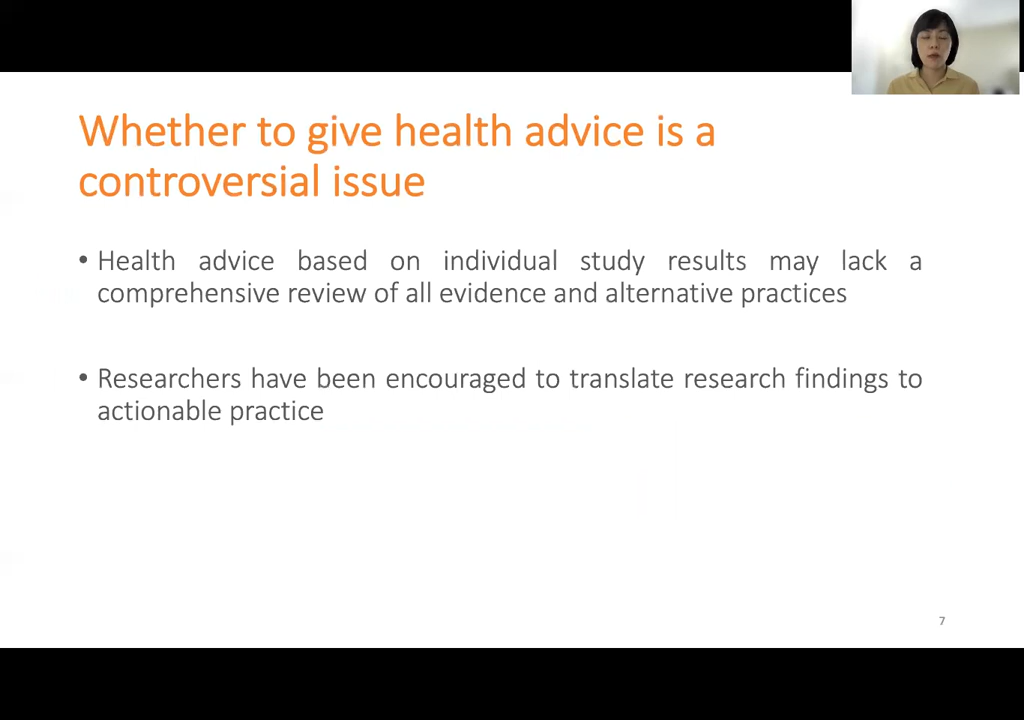 Whether to give health advice is a
controversial issue
• Health advice based on individual study results may lack a
comprehensive review of all evidence and alternative practices
• Researchers have been encouraged to translate research findings to
actionable practice
7